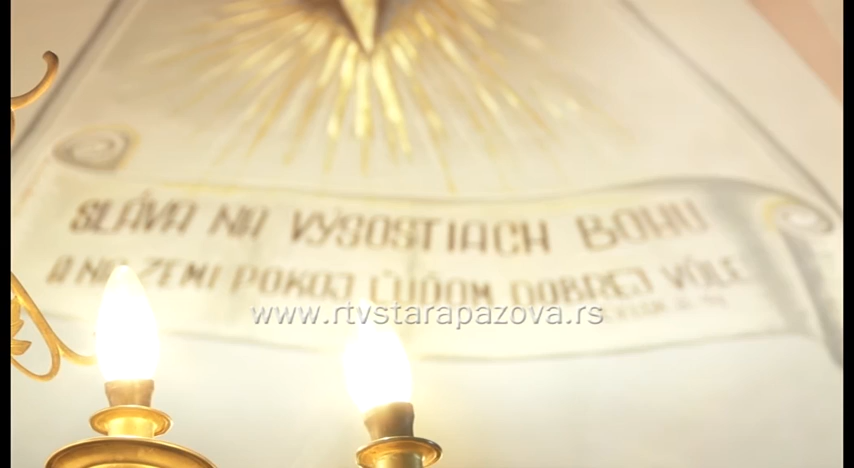 SLÁVA NA VÝSOSTIACH BOHU
A NA ZEMI POKOJ ĽUĎOM DOBREJ VÔLE
www.rtvstarapazova.rs